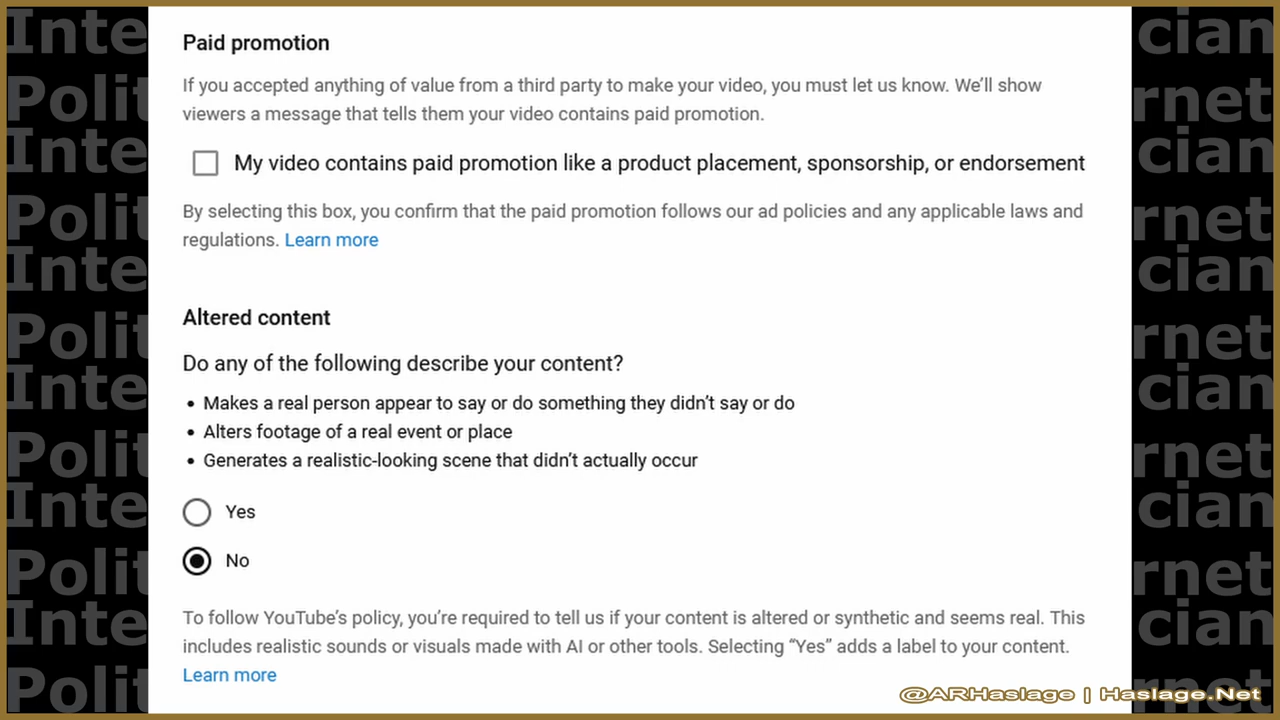 Paid promotion
If you accepted anything of value from a third party to make your video, you must let us know. We’ll show
viewers a message that tells them your video contains paid promotion.
My video contains paid promotion like a product placement, sponsorship, or endorsement
By selecting this box, you confirm that the paid promotion follows our ad policies and any applicable laws and
regulations. Learn more
Altered content
Do any of the following describe your content?
• Makes a real person appear to say or do something they didn’t say or do
• Alters footage of a real event or place
• Generates a realistic-looking scene that didn’t actually occur
Yes
No
To follow YouTube’s policy, you’re required to tell us if your content is altered or synthetic and seems real. This
includes realistic sounds or visuals made with AI or other tools. Selecting “Yes” adds a label to your content.
Learn more
@ARHaslage | Haslage.Net